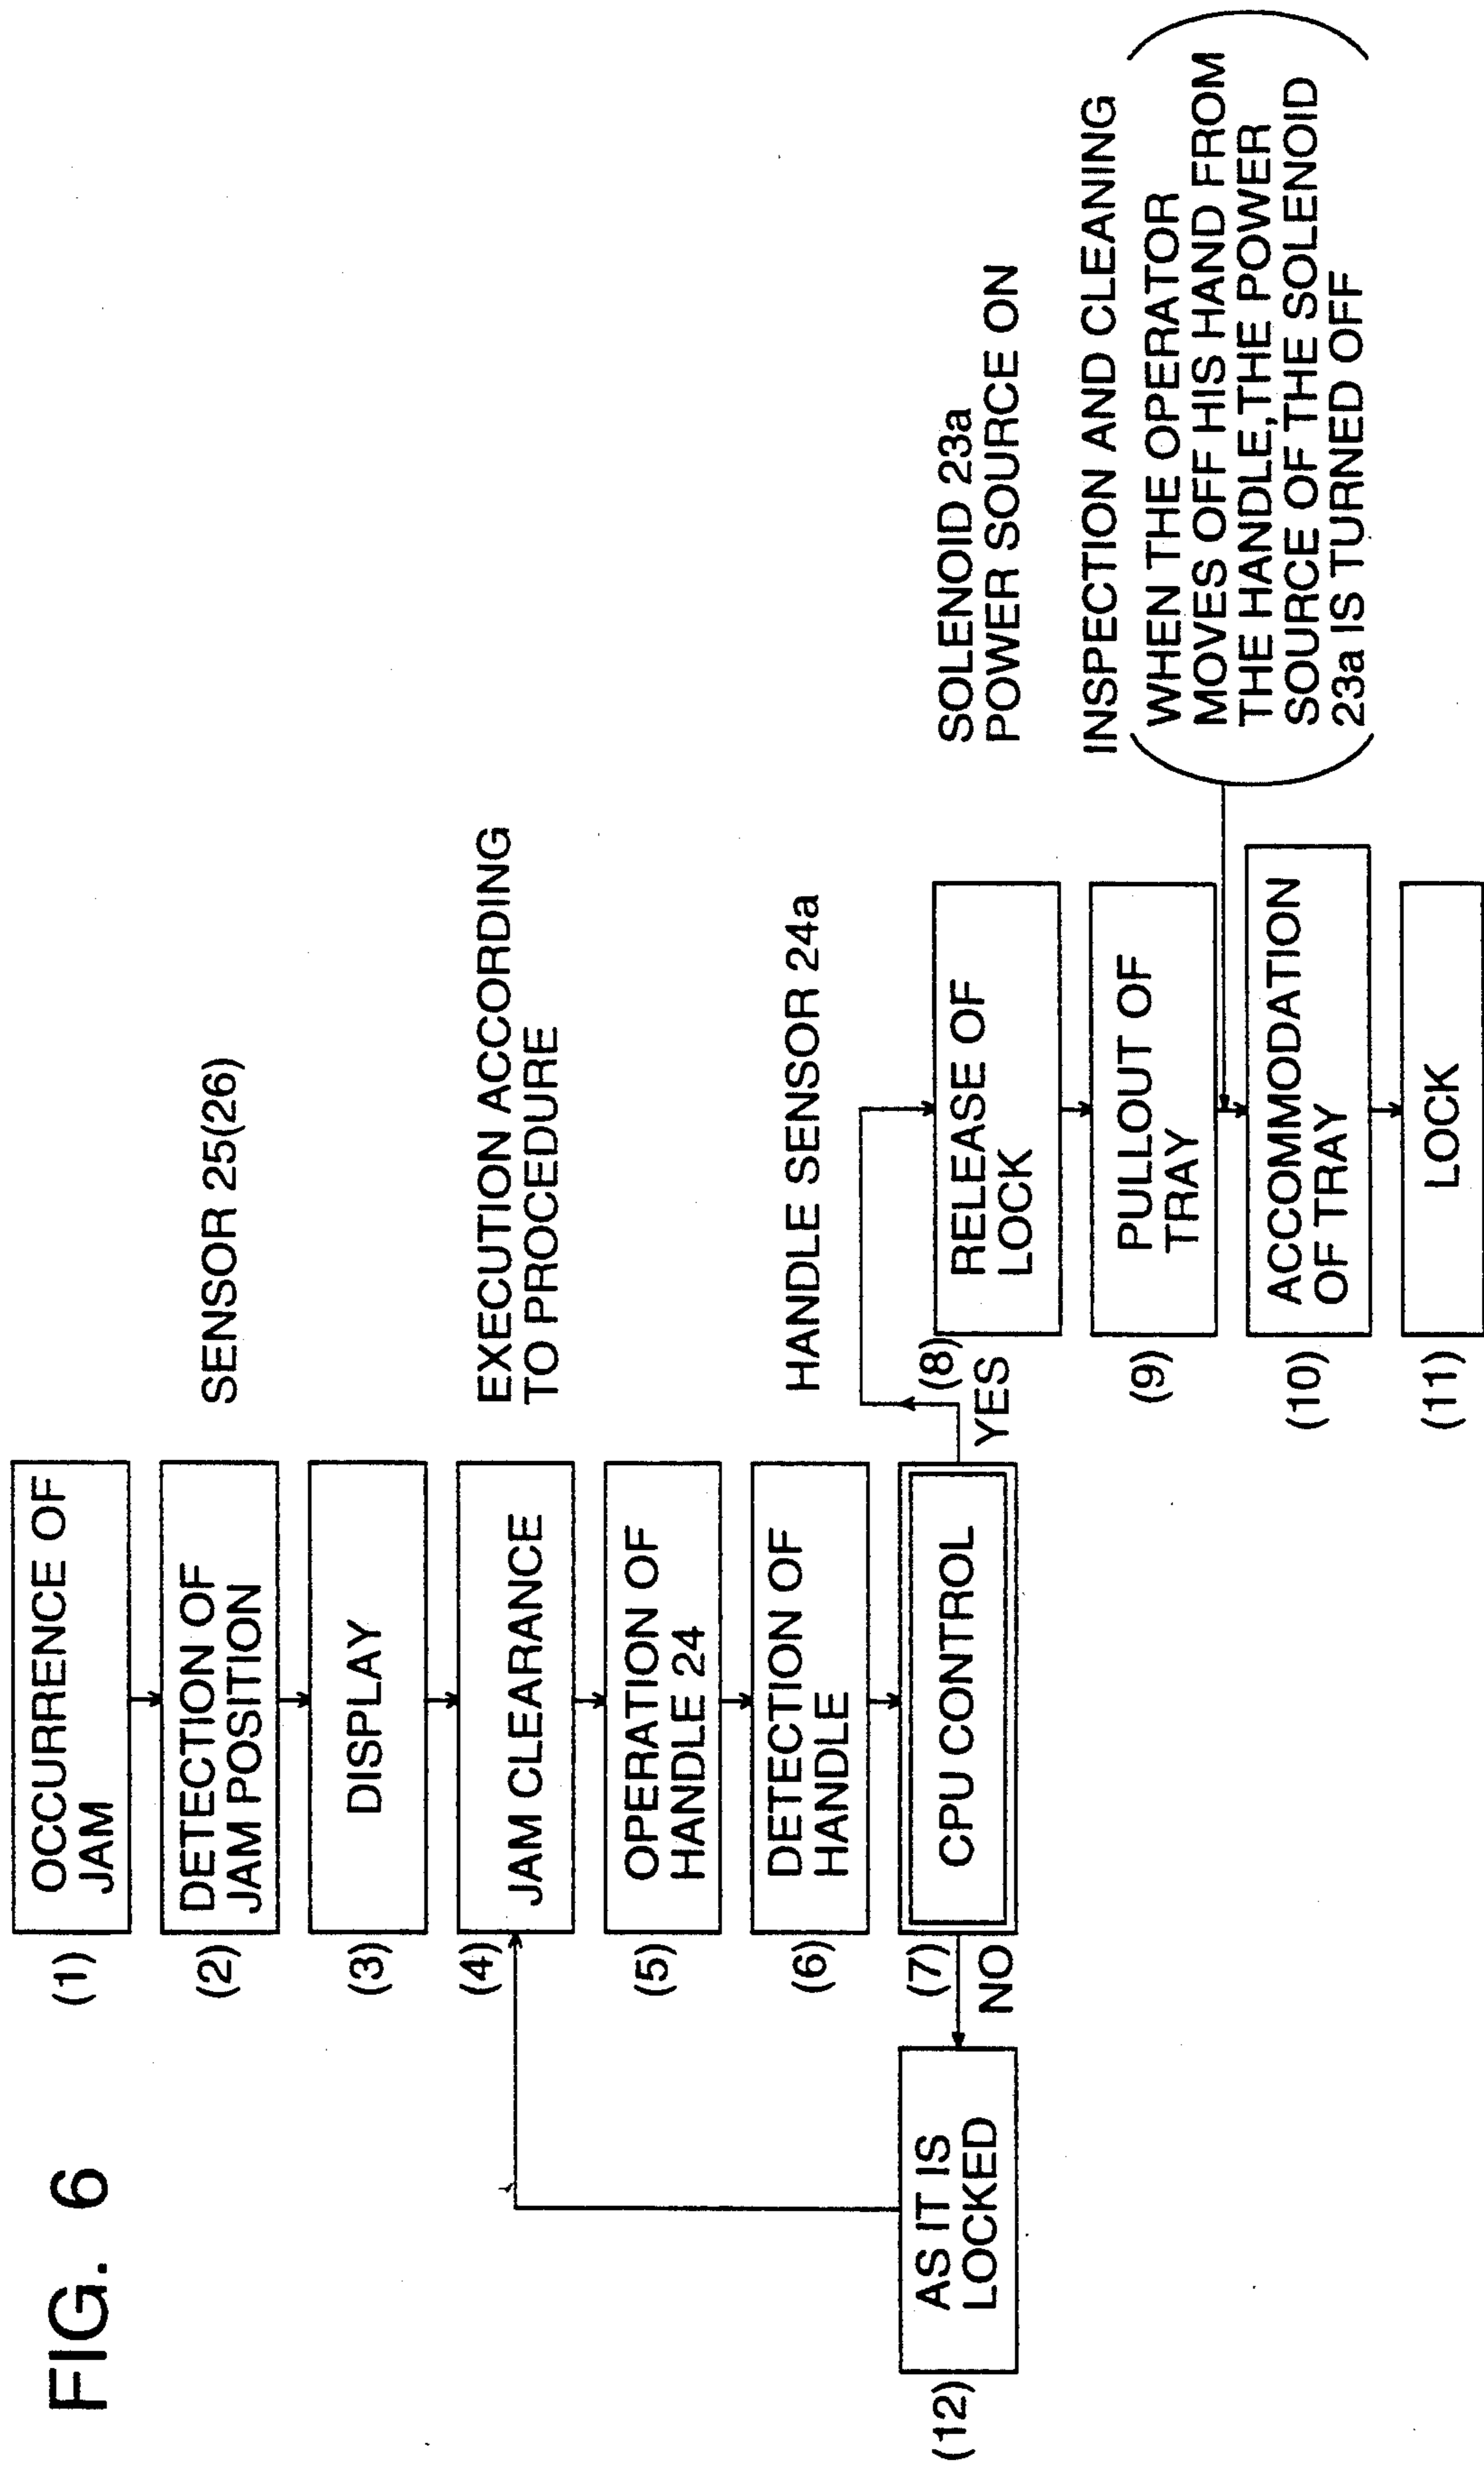 FIG. 6
(1)
OCCURRENCE OF
JAM
(2)
DETECTION OF
JAM POSITION
SENSOR 25(26)
(3)
DISPLAY
(4)
JAM CLEARANCE
EXECUTION ACCORDING
TO PROCEDURE
(5)
OPERATION OF
HANDLE 24
(6)
DETECTION OF
HANDLE
HANDLE SENSOR 24a
(7)
CPU CONTROL
NO
YES
(12)
AS IT IS
LOCKED
(8)
RELEASE OF
LOCK
SOLENOID 23a
POWER SOURCE ON
(9)
PULLOUT OF
TRAY
INSPECTION AND CLEANING
WHEN THE OPERATOR
MOVES OFF HIS HAND FROM
THE HANDLE,THE POWER
SOURCE OF THE SOLENOID
23a IS TURNED OFF
(10)
ACCOMMODATION
OF TRAY
(11)
LOCK